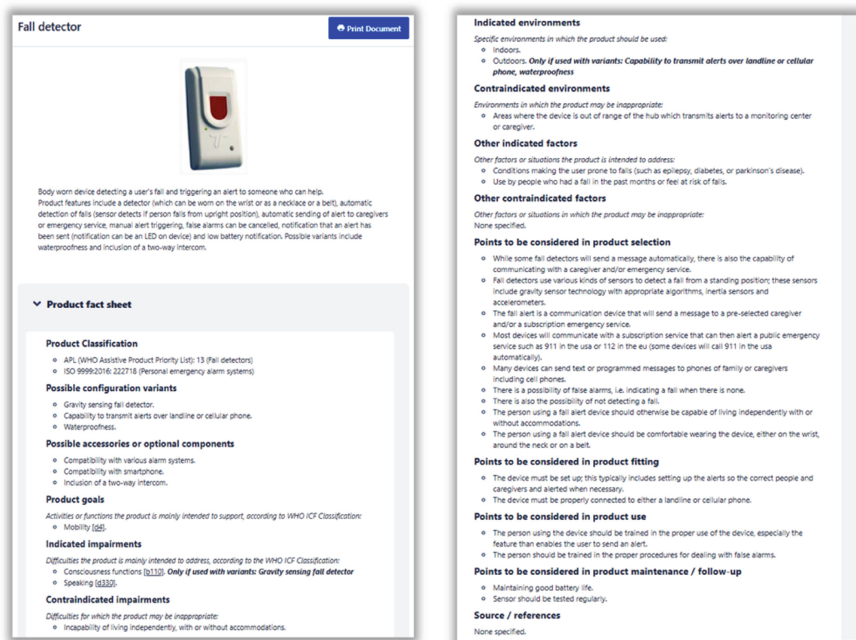 Fall detector
Print Document
Body worn device detecting a user's fall and triggering an alert to someone who can help.
Product features include a detector (which can be worn on the wrist or as a necklace or a belt), automatic
detection of falls (sensor detects if person falls from upright position), automatic sending of alert to caregivers
or emergency service, manual alert triggering, false alarms can be cancelled, notification that an alert has
been sent (notification can be an LED on device) and low battery notification. Possible variants include
waterproofness and inclusion of a two-way intercom.
Product fact sheet
Product Classification
APL (WHO Assistive Product Priority List): 13 (Fall detectors)
ISO 9999:2016: 222718 (Personal emergency alarm systems)
Possible configuration variants
Gravity sensing fall detector.
Capability to transmit alerts over landline or cellular phone.
Waterproofness.
Possible accessories or optional components
Compatibility with various alarm systems.
Compatibility with smartphone.
Inclusion of a two-way intercom.
Product goals
Activities or functions the product is mainly intended to support, according to WHO ICF Classification:
Mobility [d4].
Indicated impairments
Difficulties the product is mainly intended to address, according to the WHO ICF Classification:
Consciousness functions [b110]. Only if used with variants: Gravity sensing fall detector
Speaking [d330].
Contraindicated impairments
Difficulties for which the product may be inappropriate:
Incapability of living independently, with or without accommodations.
Indicated environments
Specific environments in which the product should be used:
Indoors.
Outdoors. Only if used with variants: Capability to transmit alerts over landline or cellular
phone, waterproofness
Contraindicated environments
Environments in which the product may be inappropriate:
Areas where the device is out of range of the hub which transmits alerts to a monitoring center
or caregiver.
Other indicated factors
Other factors or situations the product is intended to address:
Conditions making the user prone to falls (such as epilepsy, diabetes, or parkinson's disease).
Use by people who had a fall in the past months or feel at risk of falls.
Other contraindicated factors
Other factors or situations in which the product may be inappropriate:
None specified.
Points to be considered in product selection
While some fall detectors will send a message automatically, there is also the capability of
communicating with a caregiver and/or emergency service.
Fall detectors use various kinds of sensors to detect a fall from a standing position; these sensors
include gravity sensor technology with appropriate algorithms, inertia sensors and
accelerometers.
The fall alert is a communication device that will send a message to a pre-selected caregiver
and/or a subscription emergency service.
Most devices will communicate with a subscription service that can then alert a public emergency
service such as 911 in the usa or 112 in the eu (some devices will call 911 in the usa
automatically).
Many devices can send text or programmed messages to phones of family or caregivers
including cell phones.
There is a possibility of false alarms, i.e. indicating a fall when there is none.
There is also the possibility of not detecting a fall.
The person using a fall alert device should otherwise be capable of living independently with or
without accommodations.
The person using a fall alert device should be comfortable wearing the device, either on the wrist,
around the neck or on a belt.
Points to be considered in product fitting
The device must be set up; this typically includes setting up the alerts so the correct people and
caregivers and alerted when necessary.
The device must be properly connected to either a landline or cellular phone.
Points to be considered in product use
The person using the device should be trained in the proper use of the device, especially the
feature than enables the user to send an alert.
The person should be trained in the proper procedures for dealing with false alarms.
Points to be considered in product maintenance / follow-up
Maintaining good battery life.
Sensor should be tested regularly.
Source / references
None specified.